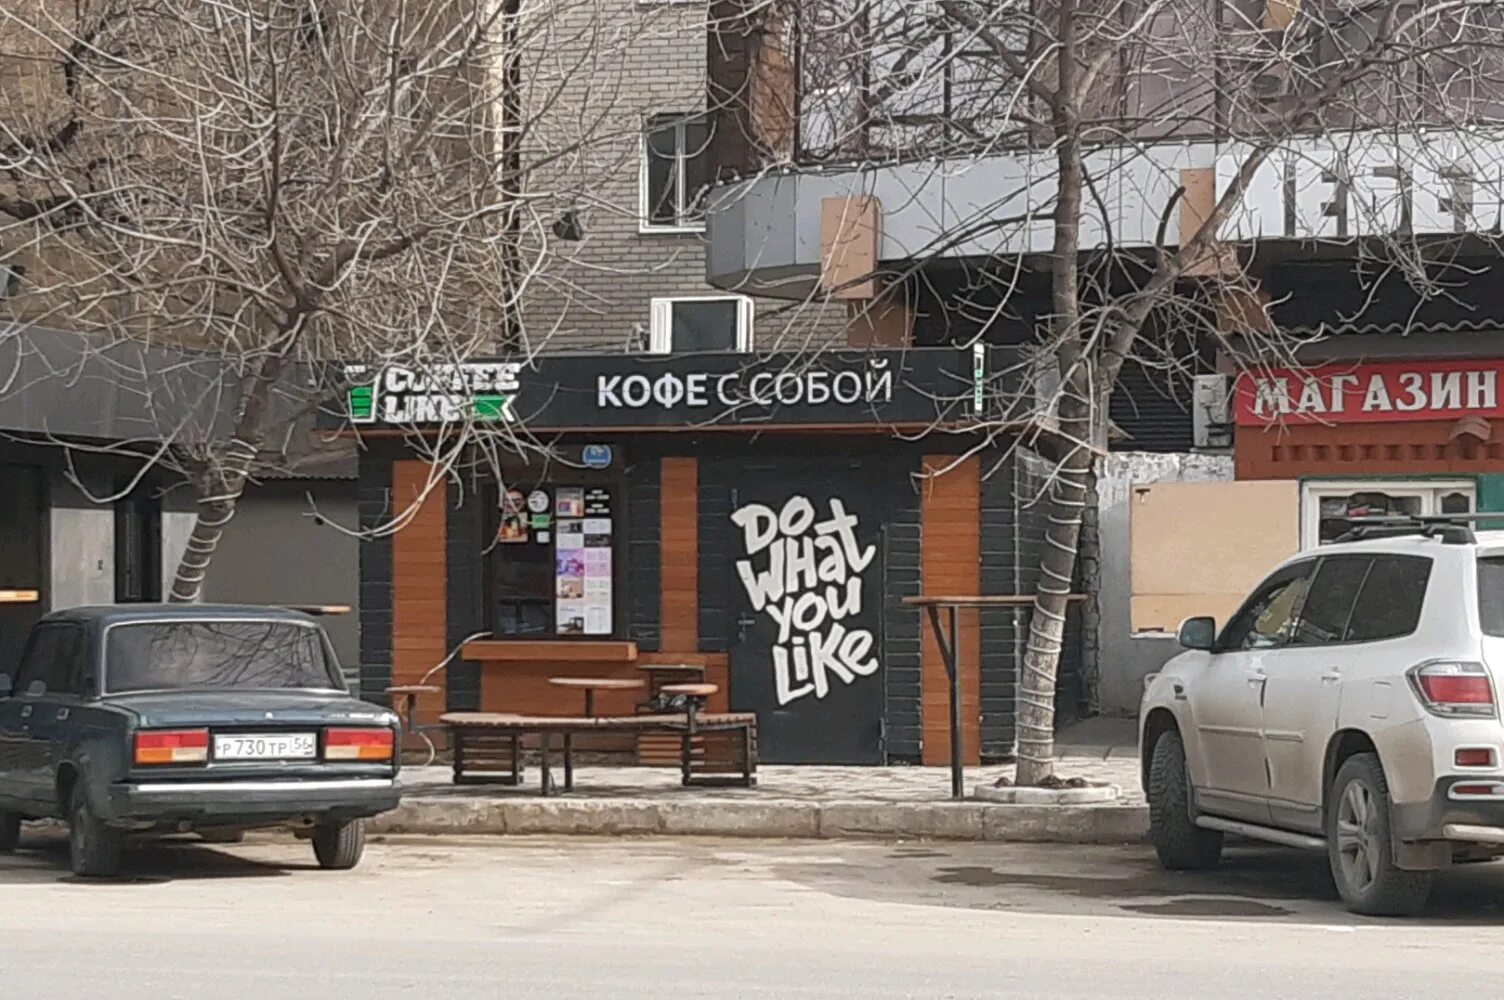 COFFEE
LIKE
КОФЕ С СОБОЙ
МАГАЗИН
DO
WHAT
YOU
LIKE
Р 730 ТР 56